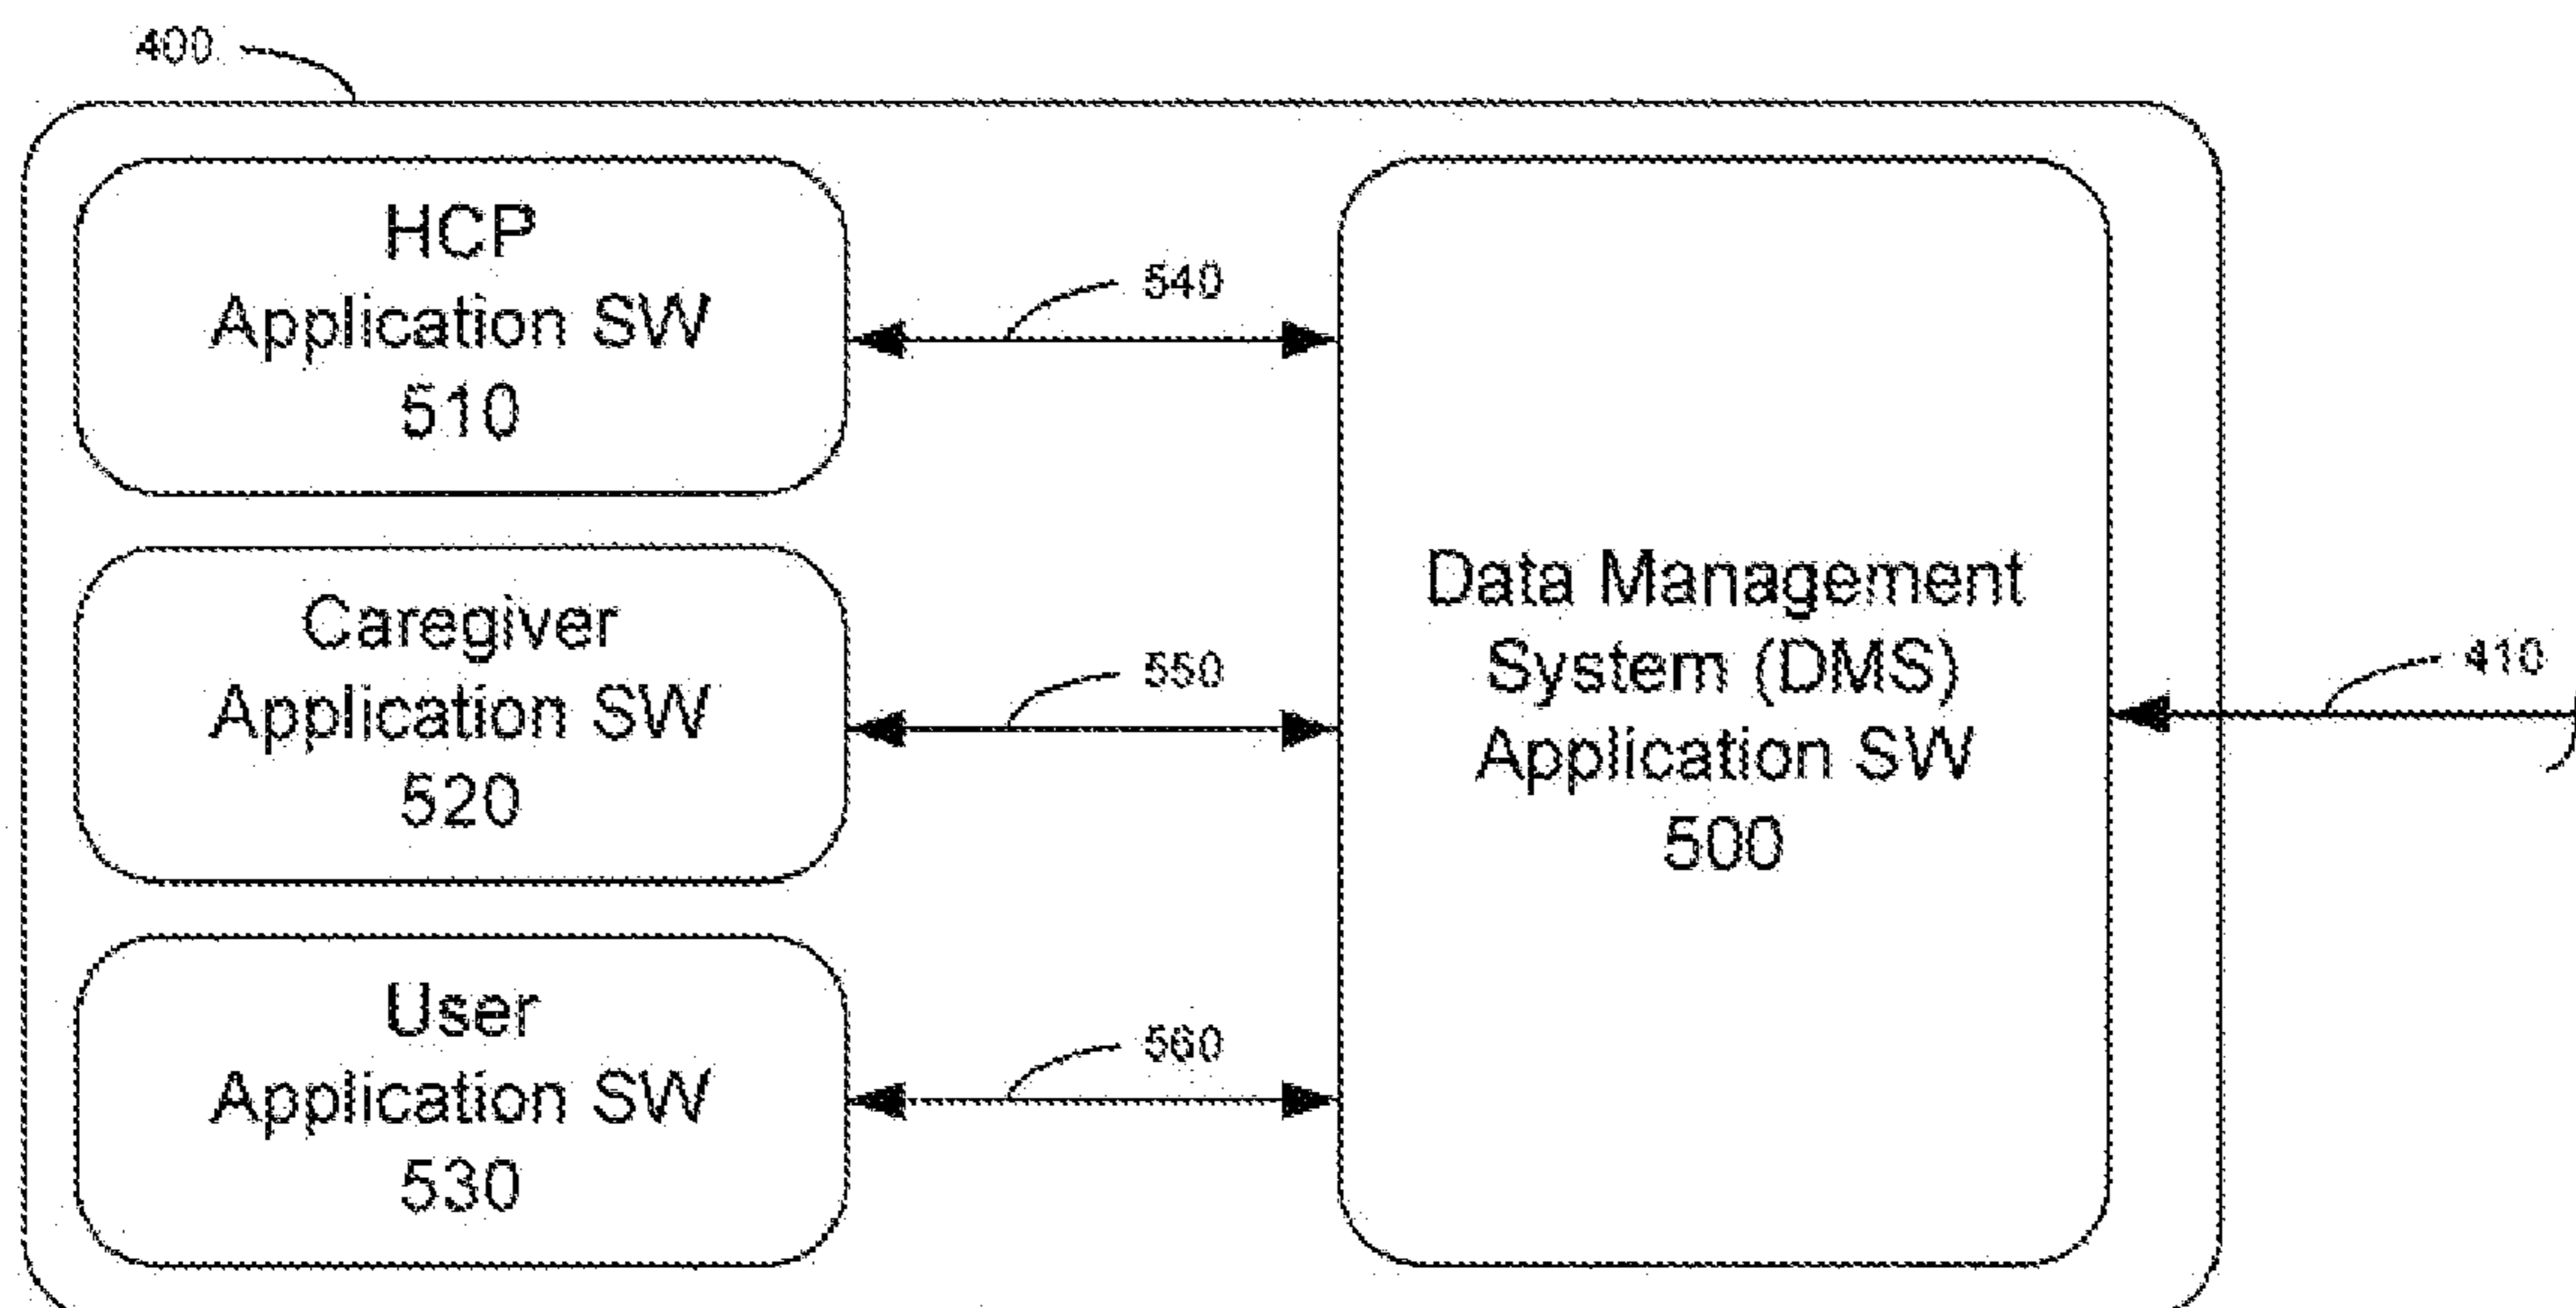 400
HCP
Application SW
510
540
Caregiver
Application SW
520
550
User
Application SW
530
560
Data Management
System (DMS)
Application SW
500
410